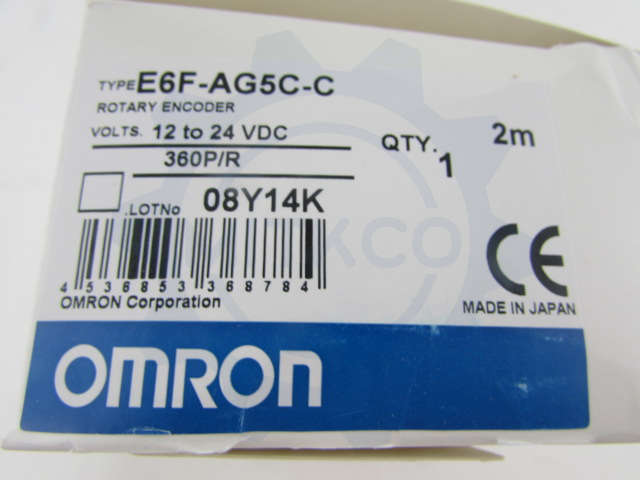 TYPE E6F-AG5C-C
ROTARY ENCODER
VOLTS. 12 to 24 VDC
360P/R
QTY. 1
2m
.LOTNo 08Y14K
4 536853 368784
OMRON Corporation
CE
MADE IN JAPAN
OMRON